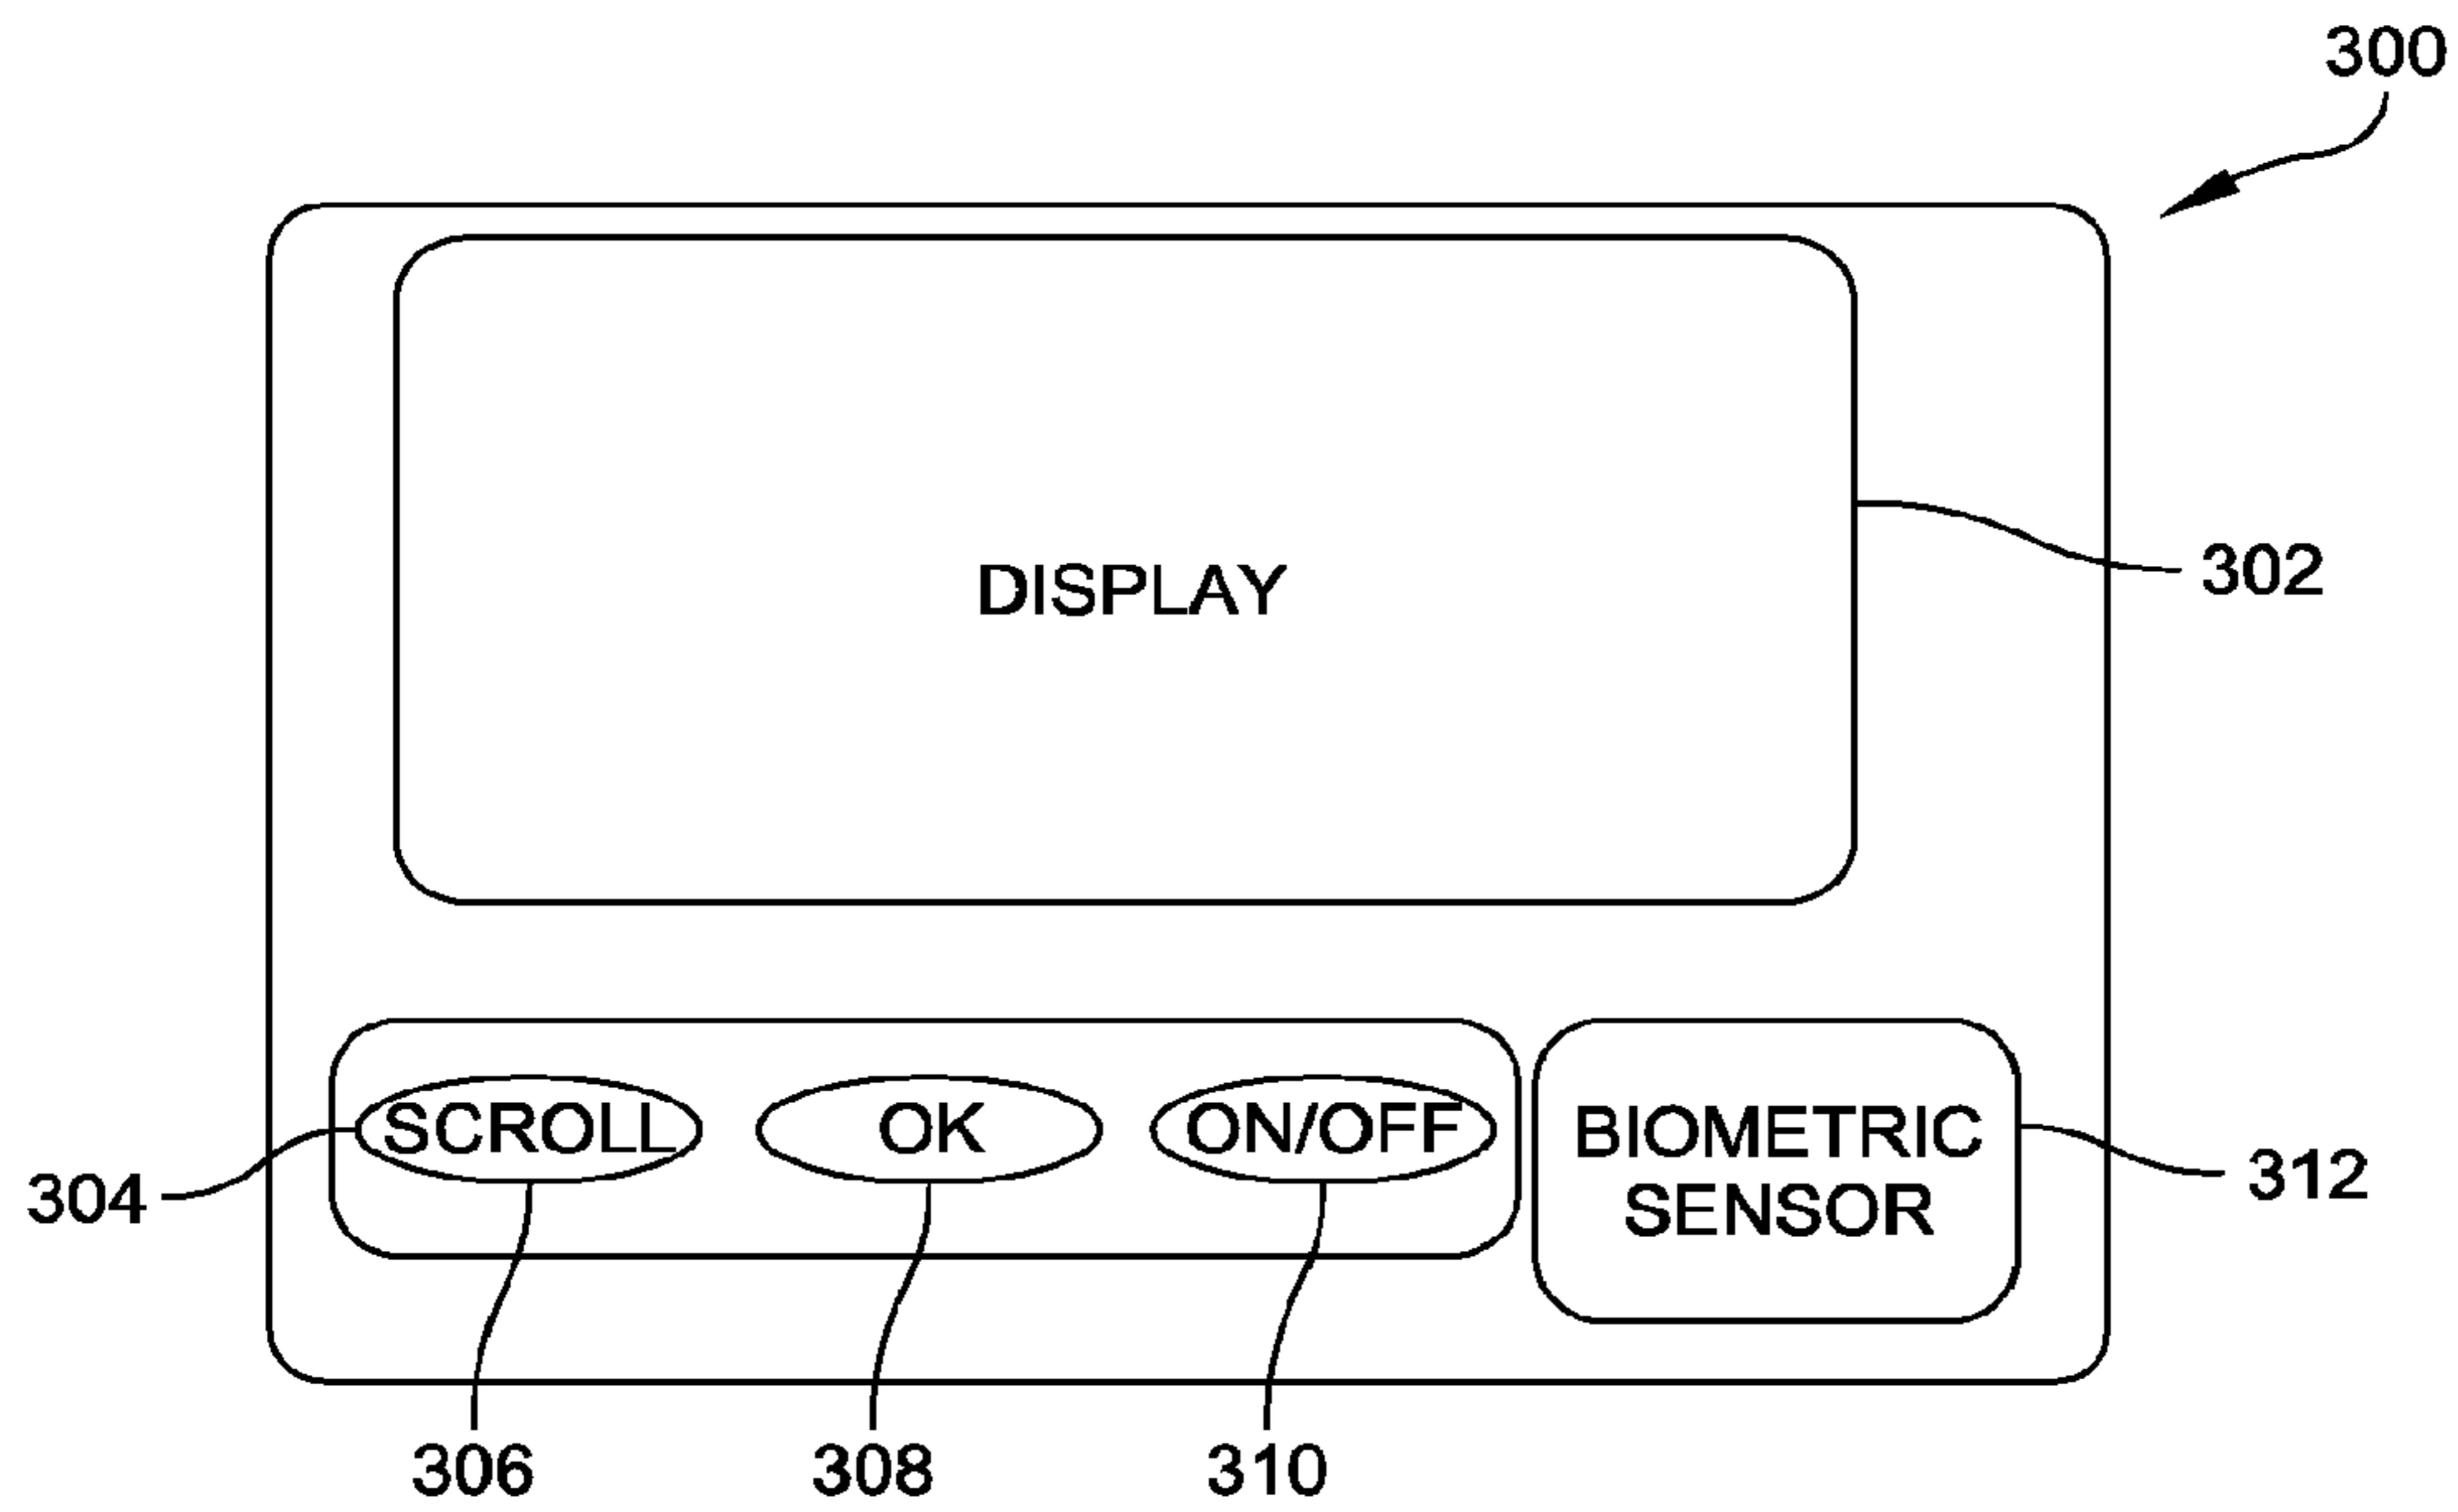 300
DISPLAY
302
SCROLL
OK
ON/OFF
BIOMETRIC
SENSOR
304
312
306
308
310